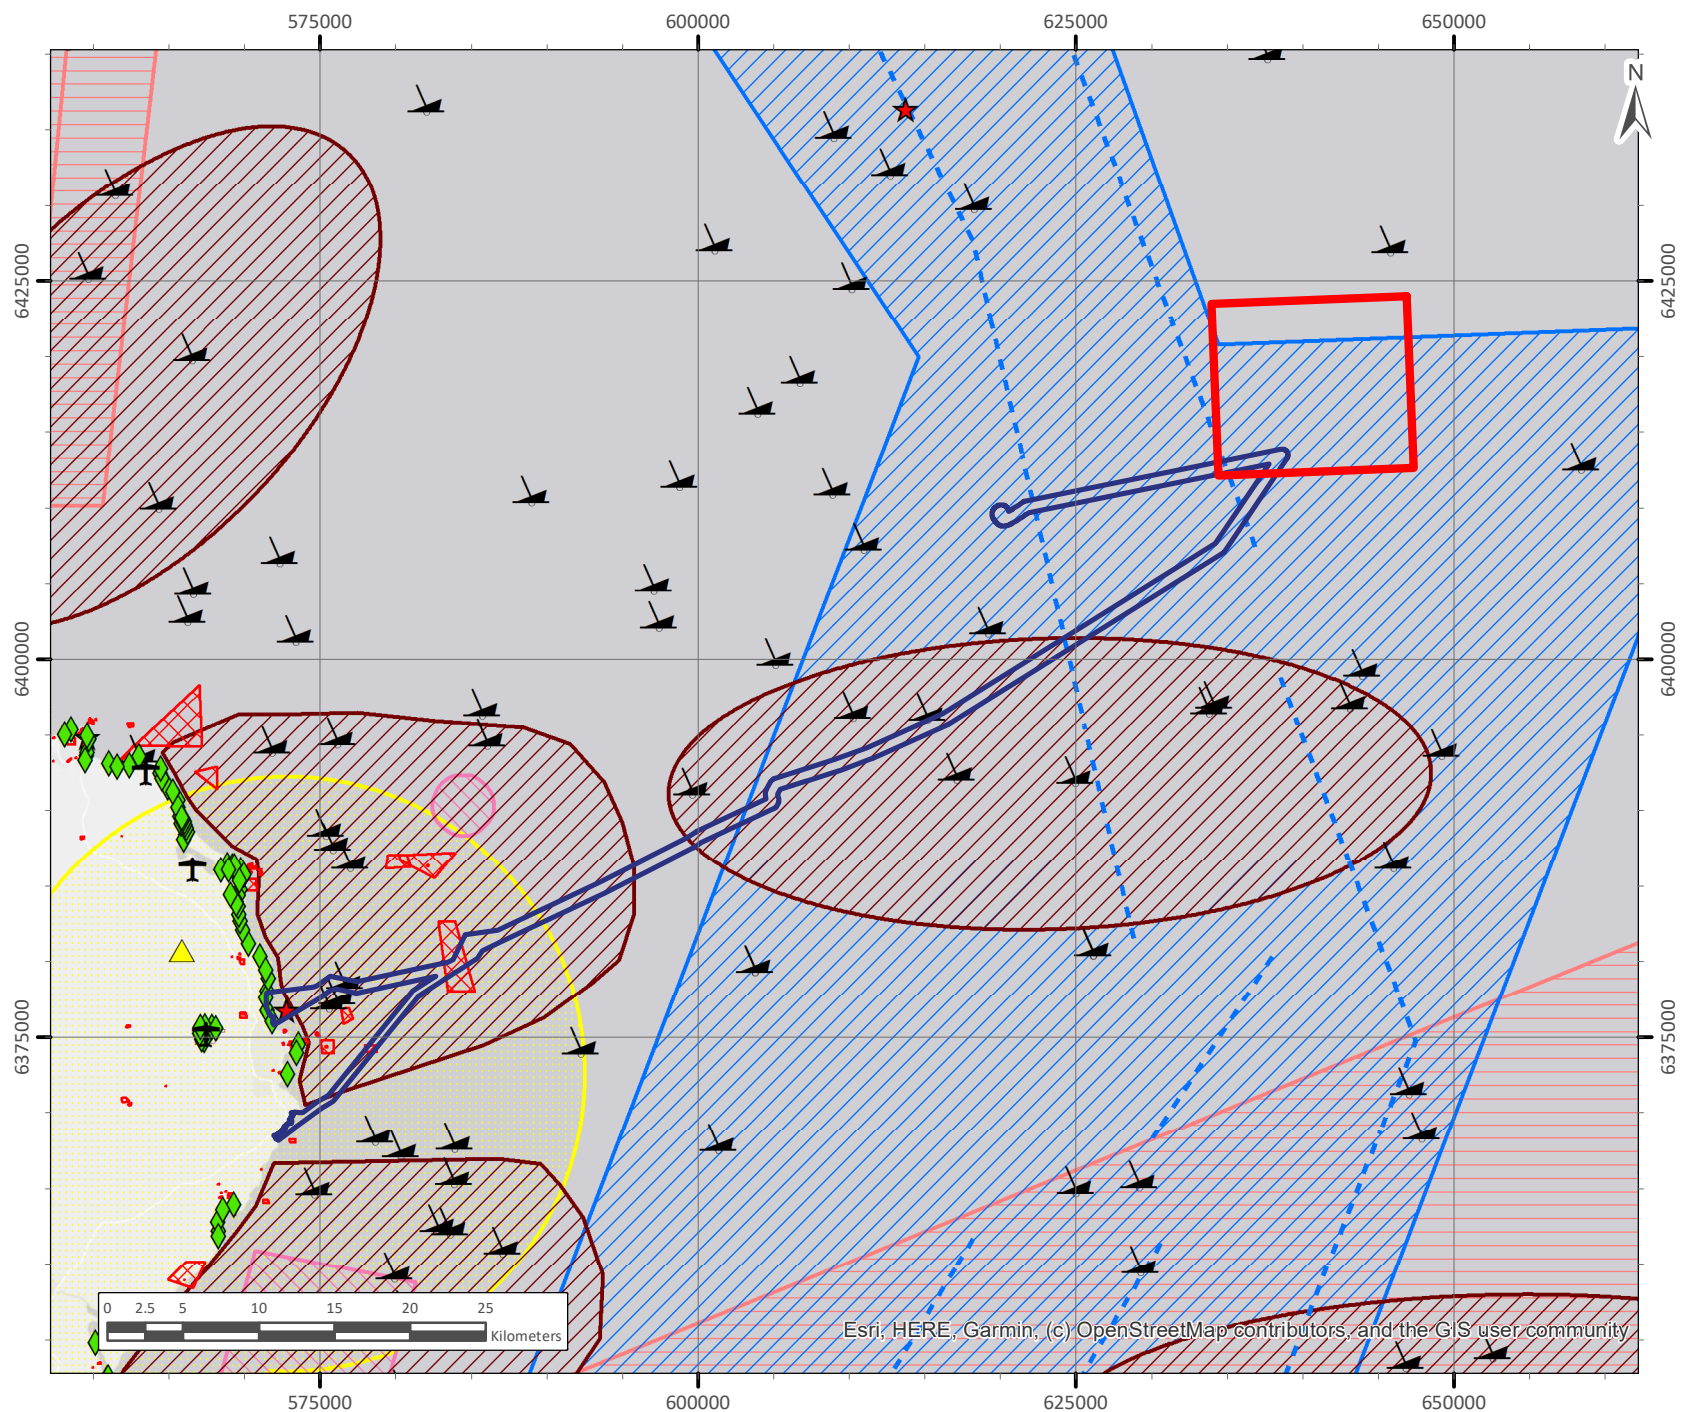 575000 600000 625000 650000
N
6425000 6425000
6400000 6400000
6375000 6375000
0 2.5 5 10 15 20 25
Kilometers
Esri, HERE, Garmin, (c) OpenStreetMap contributors, and the GIS user community
575000 600000 625000 650000